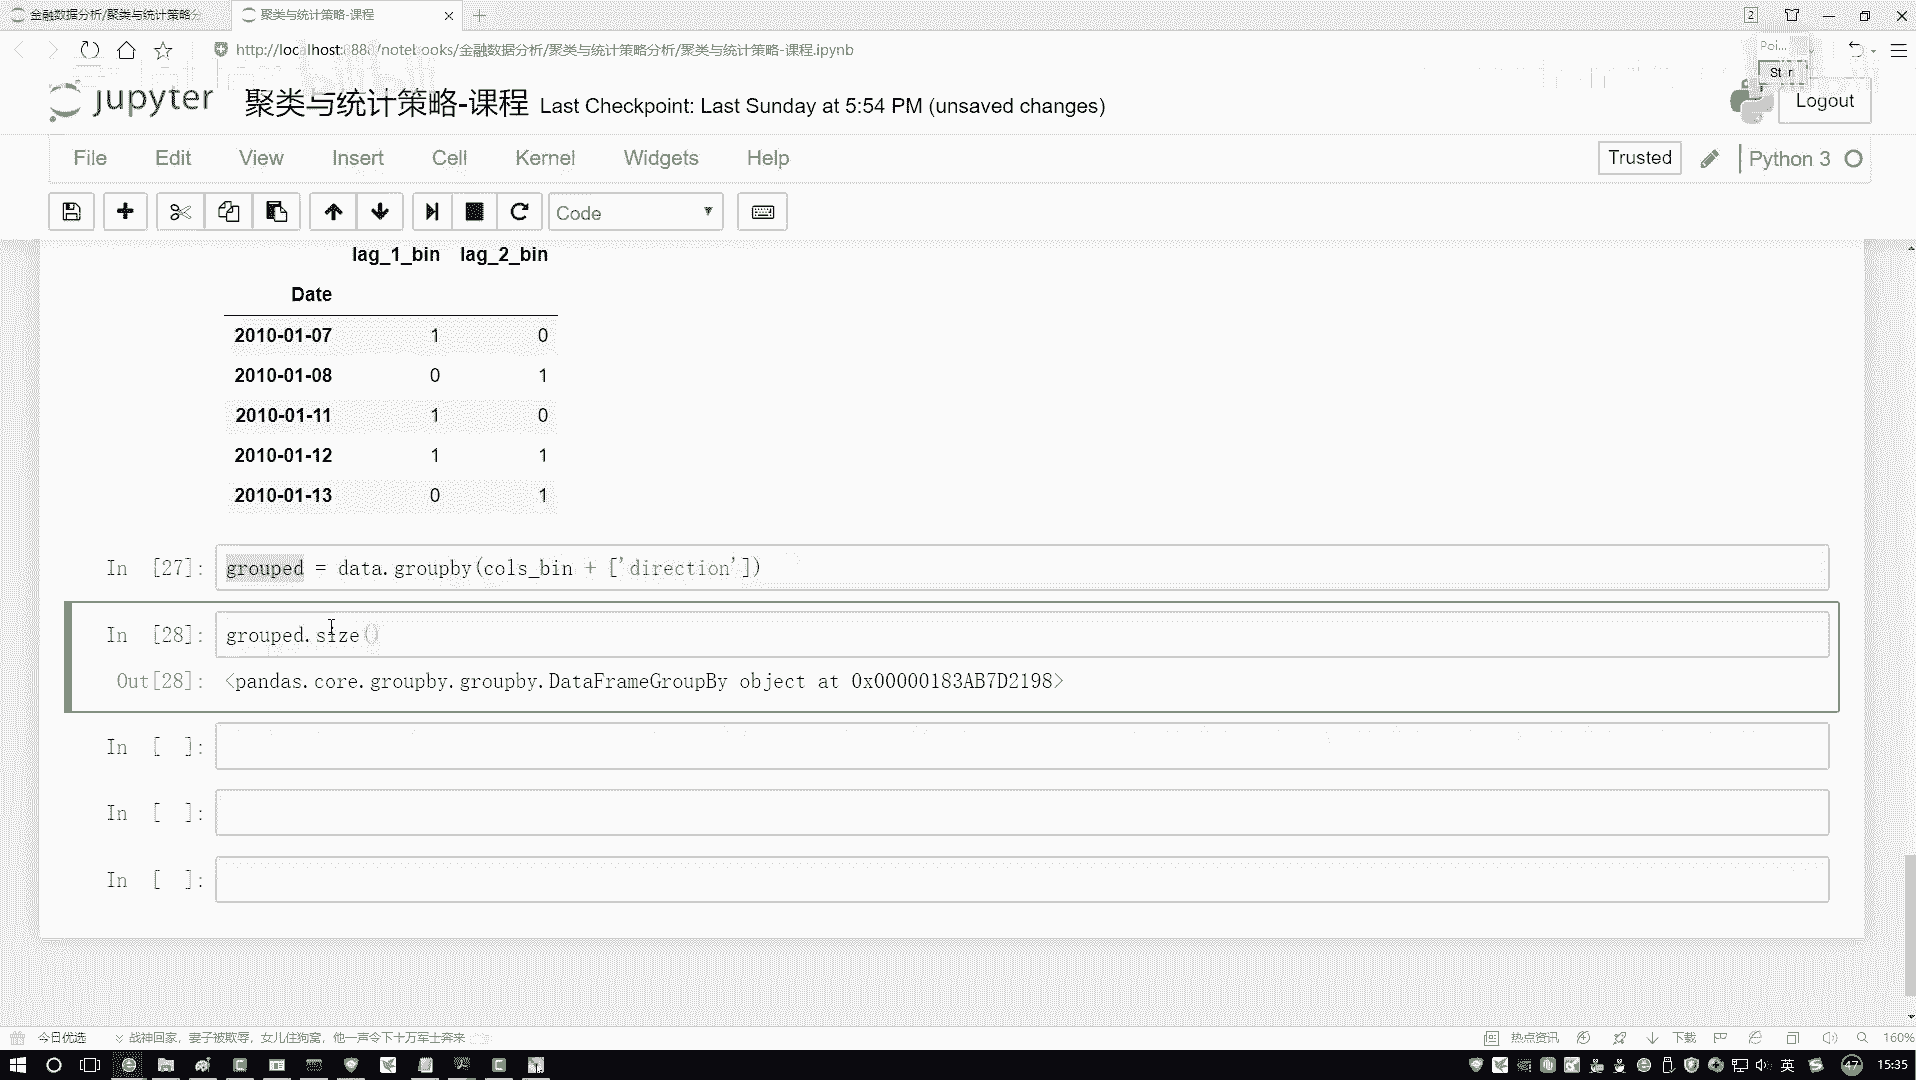 金融数据分析/聚类与统计策略分
聚类与统计策略-课程
2
http://localhost:888/notebooks/金融数据分析/聚类与统计策略分析/聚类与统计策略-课程.ipynb
Poi...
jupyter 聚类与统计策略-课程 Last Checkpoint: Last Sunday at 5:54 PM (unsaved changes)
Logout
File Edit View Insert Cell Kernel Widgets Help
Trusted Python 3
Code
lag_1_bin lag_2_bin
Date
2010-01-07 1 0
2010-01-08 0 1
2010-01-11 1 0
2010-01-12 1 1
2010-01-13 0 1
In [27]: grouped = data.groupby(cols_bin + ['direction'])
In [28]: grouped.size()
Out[28]: <pandas.core.groupby.groupby.DataFrameGroupBy object at 0x00000183AB7D2198>
In [ ]:
In [ ]:
In [ ]:
今日优选 战神回家，妻子被欺辱，女儿住狗窝，他一声令下十万军士奔来
热点资讯 下载 160%
英 47 15:35